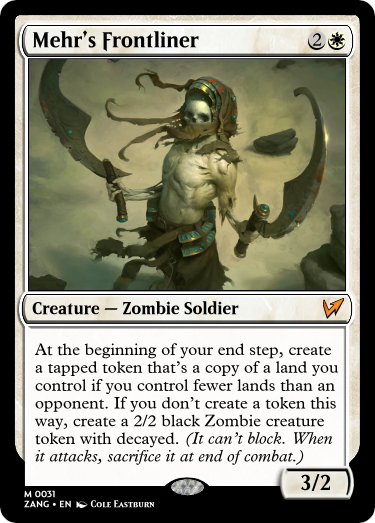 Mehr's Frontliner 2
Creature — Zombie Soldier
At the beginning of your end step, create
a tapped token that's a copy of a land you
control if you control fewer lands than an
opponent. If you don't create a token this
way, create a 2/2 black Zombie creature
token with decayed. (It can't block. When
it attacks, sacrifice it at end of combat.)
3/2
M 0031
ZANG • EN Cole Eastburn